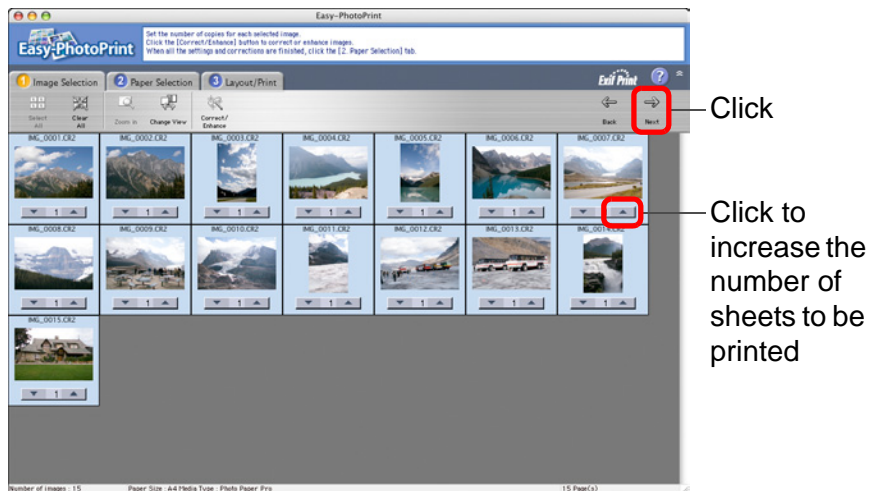 Easy-PhotoPrint
Easy-PhotoPrint
Set the number of copies for each selected image.
Click the [Correct/Enhance] button to correct or enhance images.
When all the settings and corrections are finished, click the [2. Paper Selection] tab.
1 Image Selection
2 Paper Selection
3 Layout/Print
Exif Print
?
Select All
Clear All
Zoom in
Change View
Correct/
Enhance
Back
Next
Click
IMG_0001.CR2
IMG_0002.CR2
IMG_0003.CR2
IMG_0004.CR2
IMG_0005.CR2
IMG_0006.CR2
IMG_0007.CR2
1
1
1
1
1
1
Click to
increase the
number of
sheets to be
printed
IMG_0008.CR2
IMG_0009.CR2
IMG_0010.CR2
IMG_0011.CR2
IMG_0012.CR2
IMG_0013.CR2
IMG_0014.CR2
1
1
1
1
1
1
1
IMG_0015.CR2
1
Number of images : 15
Paper Size : A4 Media Type : Photo Paper Pro
15 Page(s)